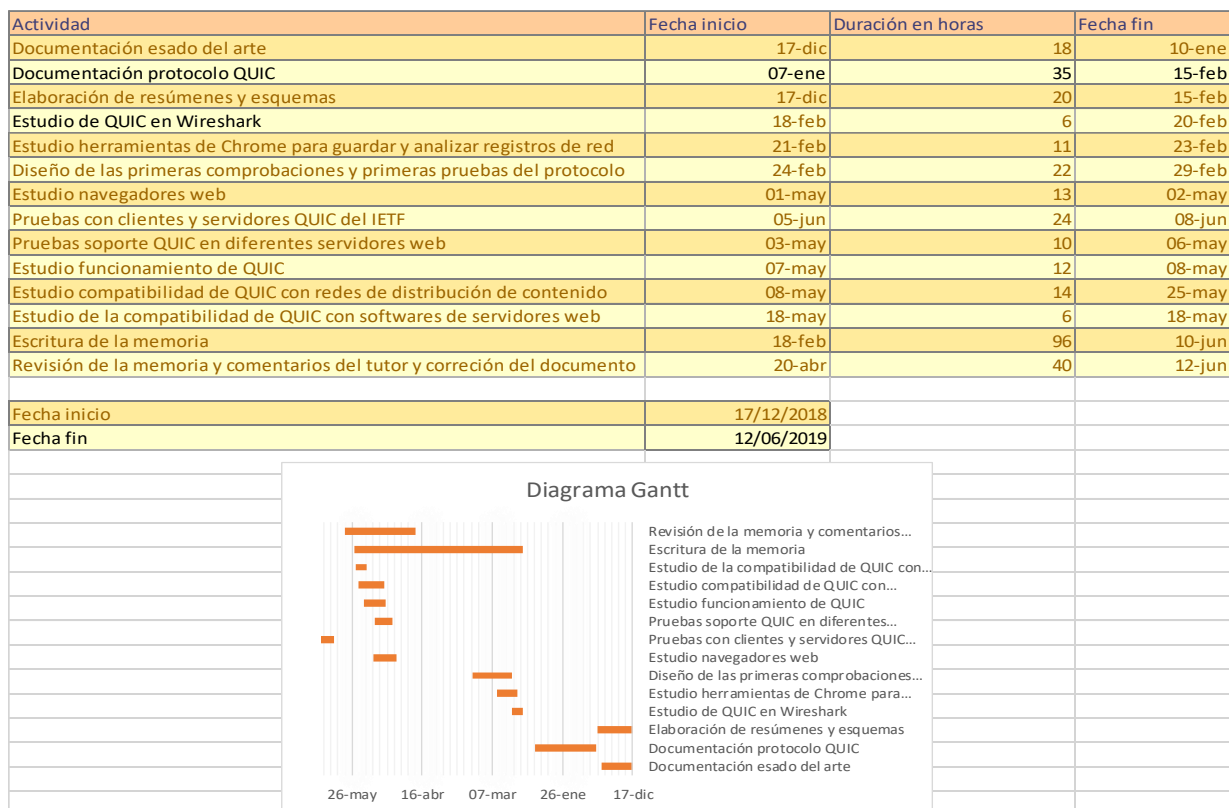 Actividad Fecha inicio Duración en horas Fecha fin
Documentación esado del arte 17-dic 18 10-ene
Documentación protocolo QUIC 07-ene 35 15-feb
Elaboración de resúmenes y esquemas 17-dic 20 15-feb
Estudio de QUIC en Wireshark 18-feb 6 20-feb
Estudio herramientas de Chrome para guardar y analizar registros de red 21-feb 11 23-feb
Diseño de las primeras comprobaciones y primeras pruebas del protocolo 24-feb 22 29-feb
Estudio navegadores web 01-may 13 02-may
Pruebas con clientes y servidores QUIC del IETF 05-jun 24 08-jun
Pruebas soporte QUIC en diferentes servidores web 03-may 10 06-may
Estudio funcionamiento de QUIC 07-may 12 08-may
Estudio compatibilidad de QUIC con redes de distribución de contenido 08-may 14 25-may
Estudio de la compatibilidad de QUIC con softwares de servidores web 18-may 6 18-may
Escritura de la memoria 18-feb 96 10-jun
Revisión de la memoria y comentarios del tutor y correción del documento 20-abr 40 12-jun
Fecha inicio 17/12/2018
Fecha fin 12/06/2019
Diagrama Gantt
Revisión de la memoria y comentarios...
Escritura de la memoria
Estudio de la compatibilidad de QUIC con...
Estudio compatibilidad de QUIC con...
Estudio funcionamiento de QUIC
Pruebas soporte QUIC en diferentes...
Pruebas con clientes y servidores QUIC...
Estudio navegadores web
Diseño de las primeras comprobaciones...
Estudio herramientas de Chrome para...
Estudio de QUIC en Wireshark
Elaboración de resúmenes y esquemas
Documentación protocolo QUIC
Documentación esado del arte
26-may 16-abr 07-mar 26-ene 17-dic